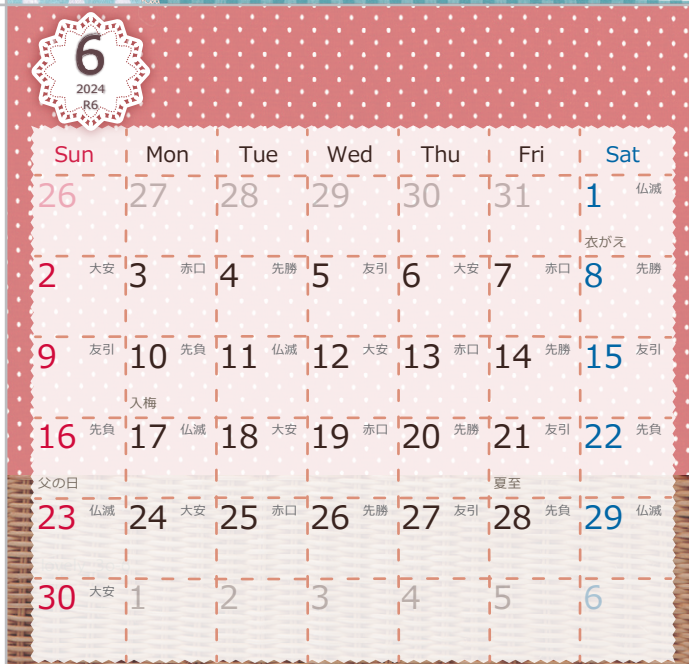 6
2024
R6
Sun Mon Tue Wed Thu Fri Sat
26 27 28 29 30 31 1 仏滅
衣がえ
2 大安 3 赤口 4 先勝 5 友引 6 大安 7 赤口 8 先勝
9 友引 10 先負 11 仏滅 12 大安 13 赤口 14 先勝 15 友引
入梅
16 先負 17 仏滅 18 大安 19 赤口 20 先勝 21 友引 22 先負
父の日 夏至
23 仏滅 24 大安 25 赤口 26 先勝 27 友引 28 先負 29 仏滅
30 大安 1 2 3 4 5 6